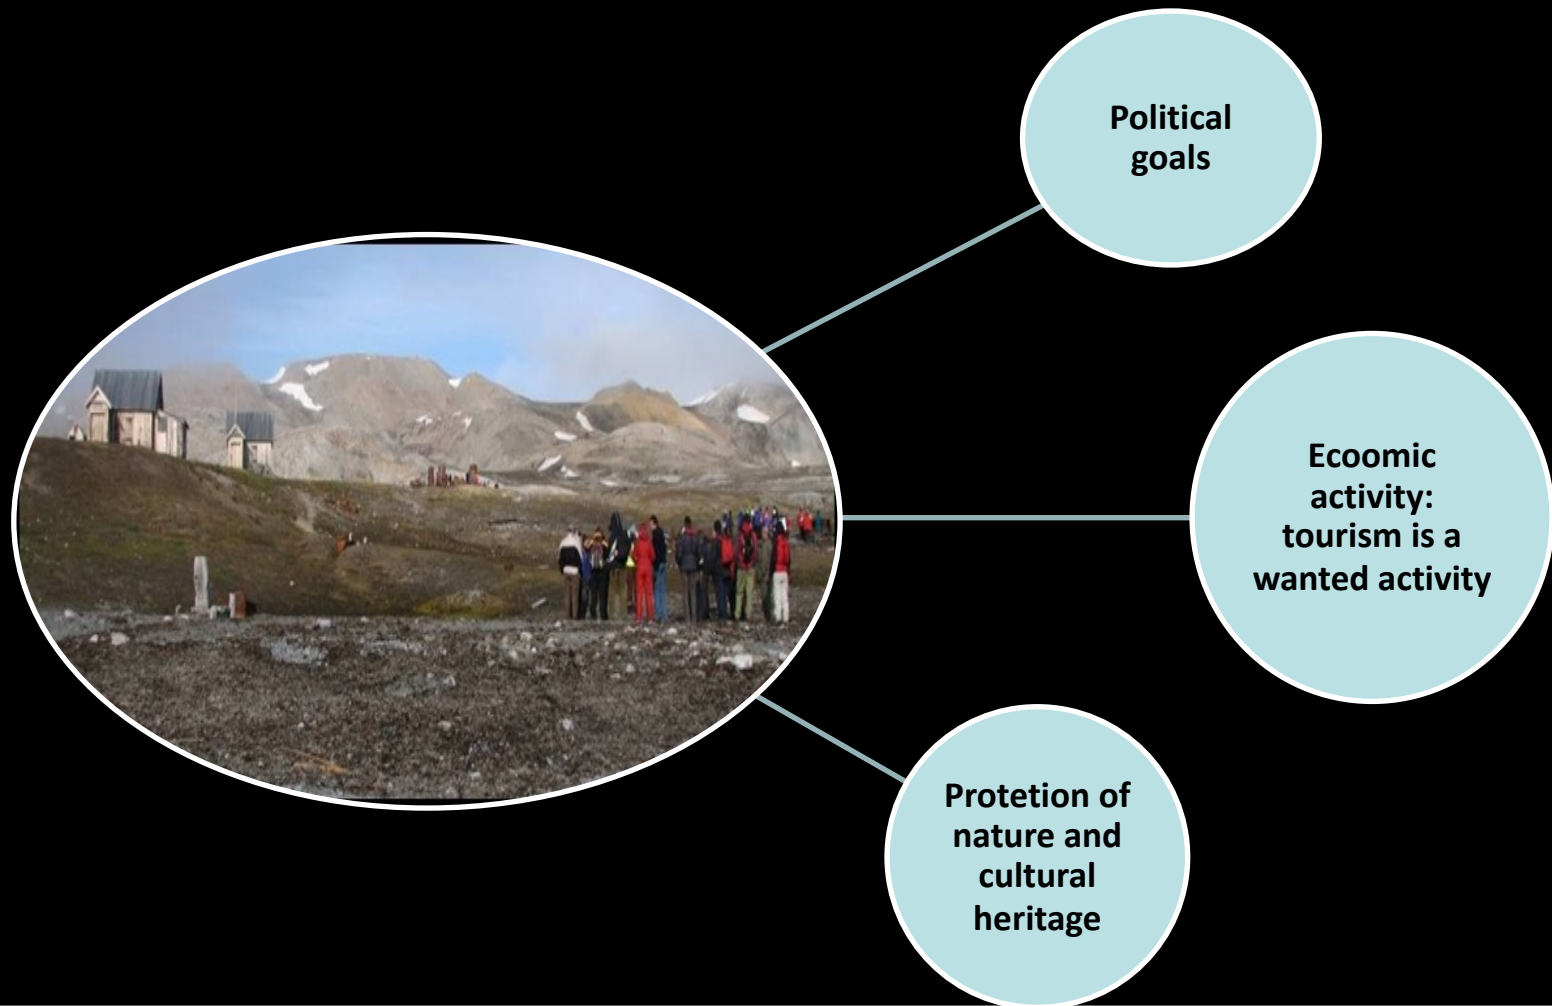 Political
goals
Ecoomic
activity:
tourism is a
wanted activity
Protetion of
nature and
cultural
heritage